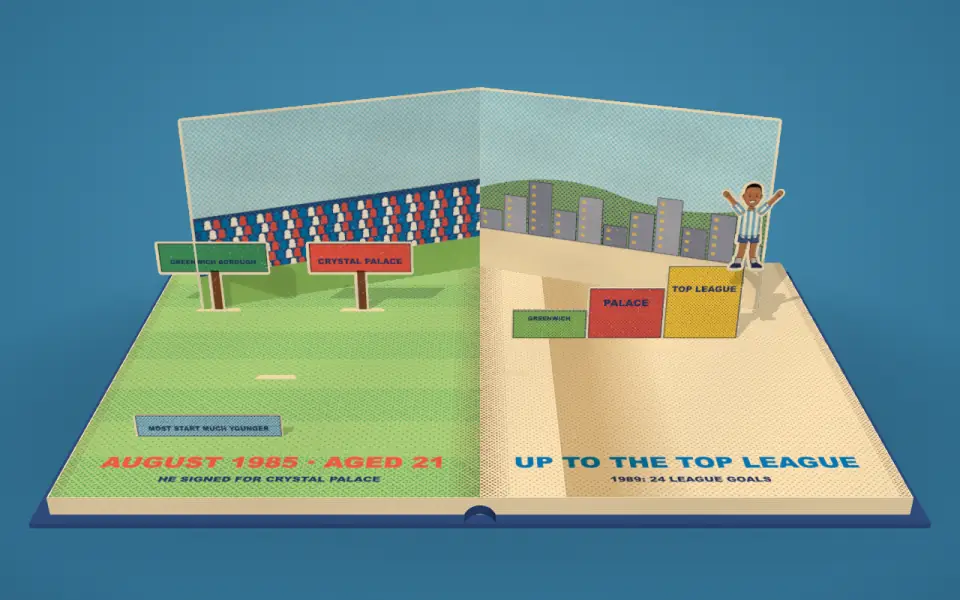 GREENWICH BOROUGH
CRYSTAL PALACE
MOST START MUCH YOUNGER
AUGUST 1985 · AGED 21
HE SIGNED FOR CRYSTAL PALACE
GREENWICH
PALACE
TOP LEAGUE
UP TO THE TOP LEAGUE
1989: 24 LEAGUE GOALS